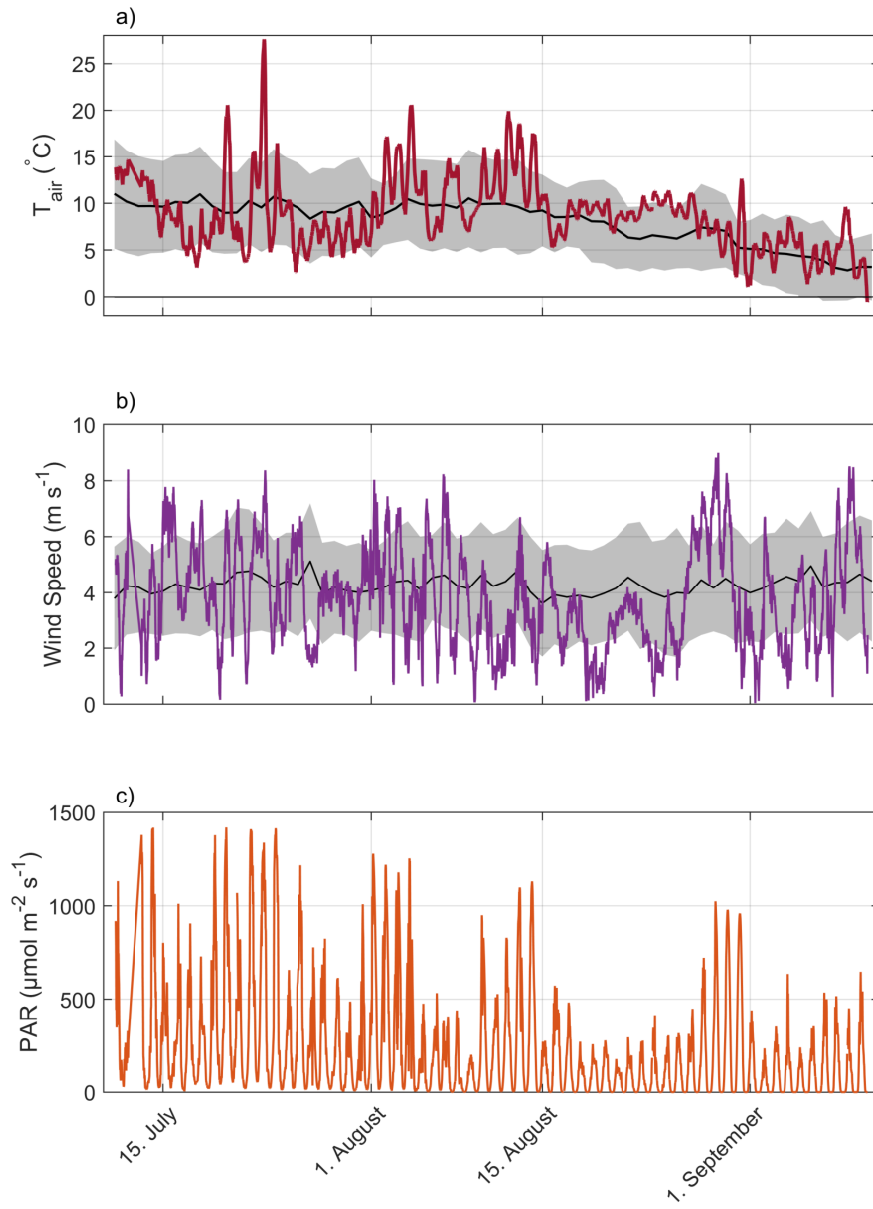 a)
25
20
15
10
5
0
T_air (°C)
b)
10
8
6
4
2
0
Wind Speed (m s⁻¹)
c)
1500
1000
500
0
PAR (µmol m⁻² s⁻¹)
15. July
1. August
15. August
1. September